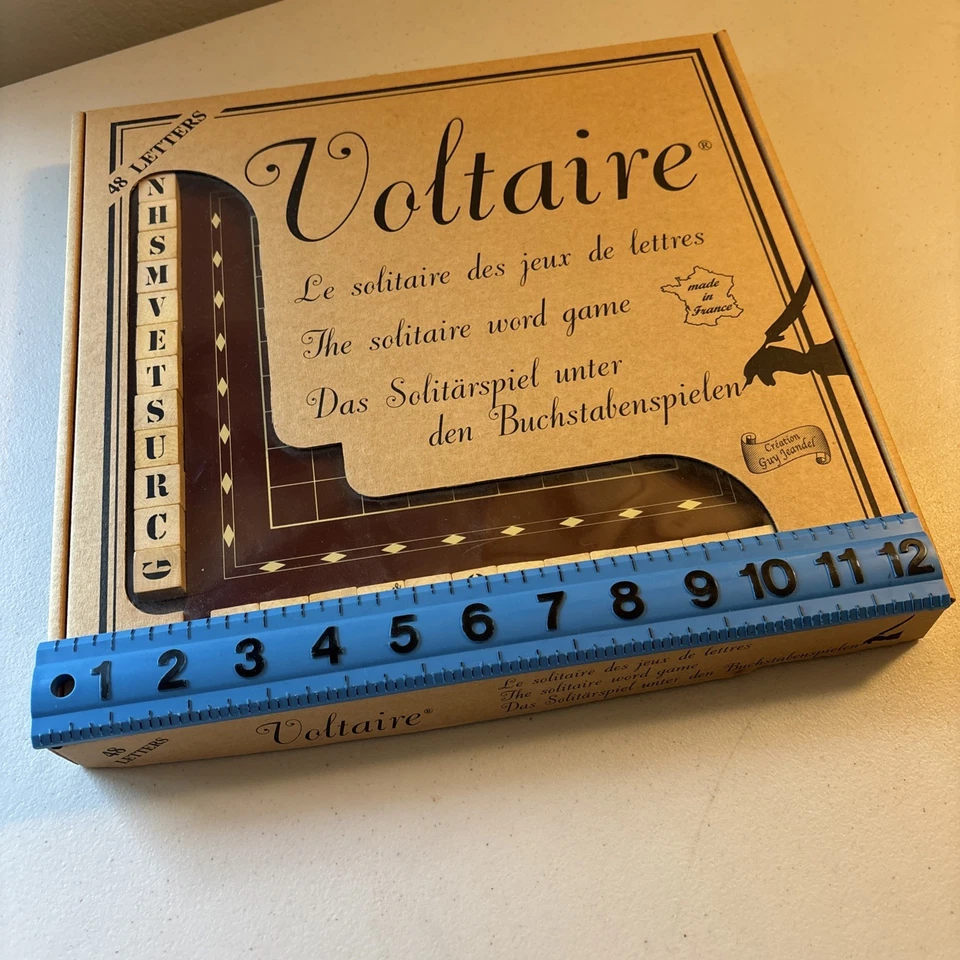 48 LETTERS
Voltaire®
Le solitaire des jeux de lettres
The solitaire word game
made
in
France
Das Solitärspiel unter
den Buchstabenspielen
Création
Guy Jeandel
N
H
S
M
V
E
T
S
U
R
C
G
1 2 3 4 5 6 7 8 9 10 11 12
48
LETTERS
Voltaire®
Le solitaire des jeux de lettres
The solitaire word game
Das Solitärspiel unter den Buchstabenspielen